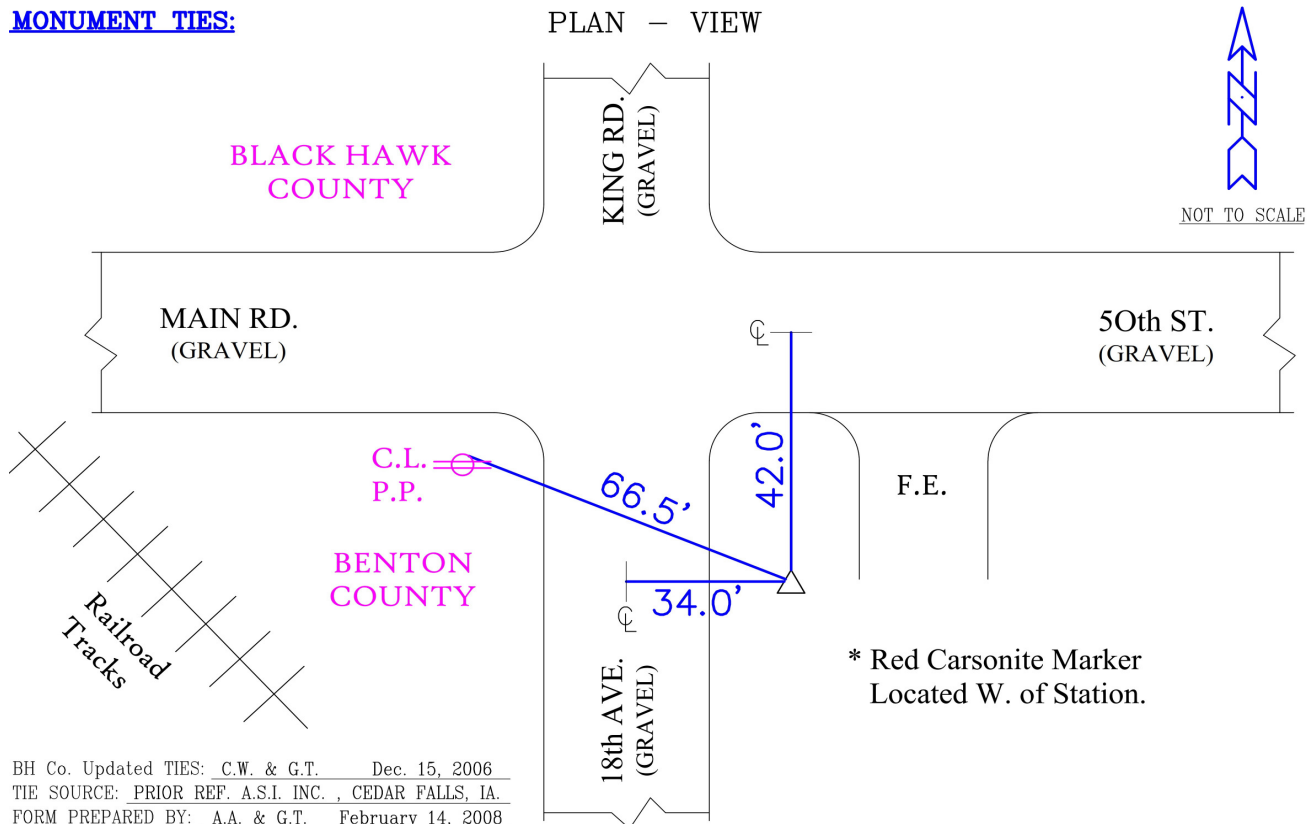 MONUMENT TIES:
PLAN - VIEW
BLACK HAWK
COUNTY
KING RD.
(GRAVEL)
N
NOT TO SCALE
MAIN RD.
(GRAVEL)
CL
5Oth ST.
(GRAVEL)
C.L.
P.P.
66.5'
42.0'
F.E.
BENTON
COUNTY
34.0'
CL
Railroad
Tracks
18th AVE.
(GRAVEL)
* Red Carsonite Marker
Located W. of Station.
BH Co. Updated TIES: C.W. & G.T. Dec. 15, 2006
TIE SOURCE: PRIOR REF. A.S.I. INC. , CEDAR FALLS, IA.
FORM PREPARED BY: A.A. & G.T. February 14, 2008